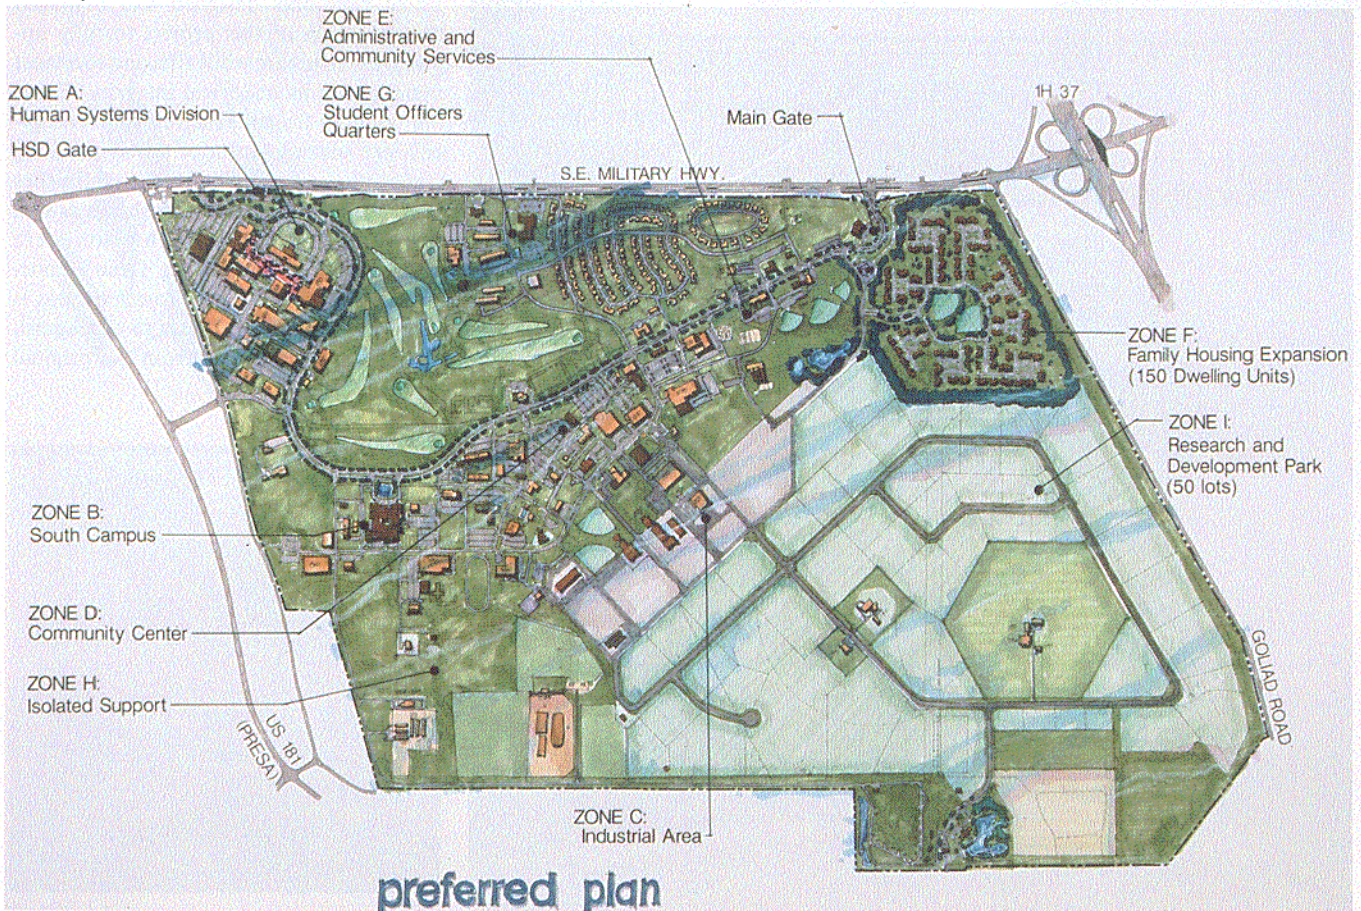 ZONE E:
Administrative and
Community Services
ZONE A:
Human Systems Division
HSD Gate
ZONE G:
Student Officers
Quarters
Main Gate
1H 37
S.E. MILITARY HWY.
ZONE F:
Family Housing Expansion
(150 Dwelling Units)
ZONE I:
Research and
Development Park
(50 lots)
ZONE B:
South Campus
ZONE D:
Community Center
ZONE H:
Isolated Support
US 181
(PRESA)
GOLIAD ROAD
ZONE C:
Industrial Area
preferred plan